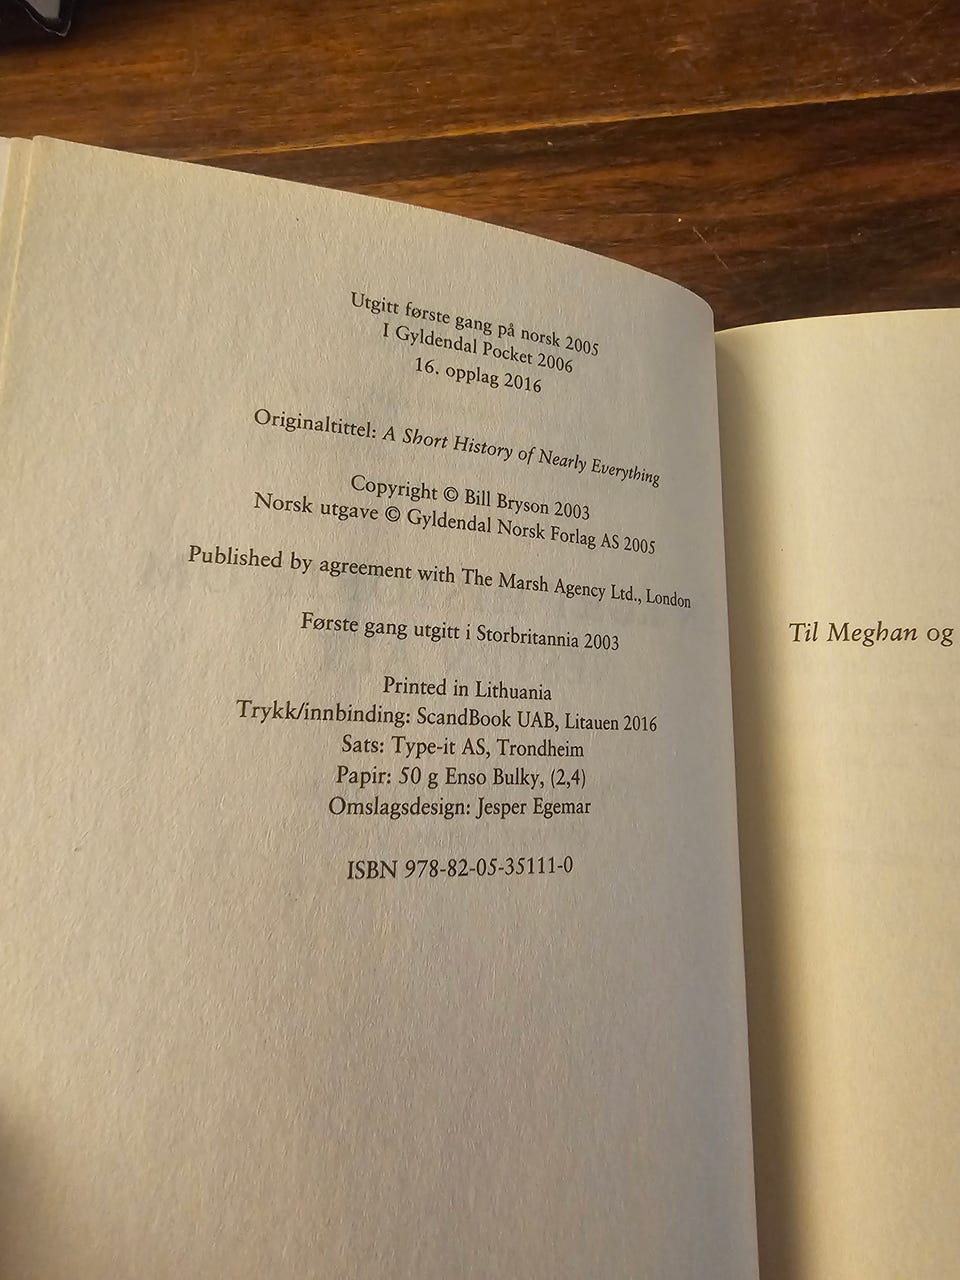 Utgitt første gang på norsk 2005
I Gyldendal Pocket 2006
16. opplag 2016
Originaltittel: A Short History of Nearly Everything
Copyright © Bill Bryson 2003
Norsk utgave © Gyldendal Norsk Forlag AS 2005
Published by agreement with The Marsh Agency Ltd., London
Første gang utgitt i Storbritannia 2003
Printed in Lithuania
Trykk/innbinding: ScandBook UAB, Litauen 2016
Sats: Type-it AS, Trondheim
Papir: 50 g Enso Bulky, (2,4)
Omslagsdesign: Jesper Egemar
ISBN 978-82-05-35111-0
Til Meghan og